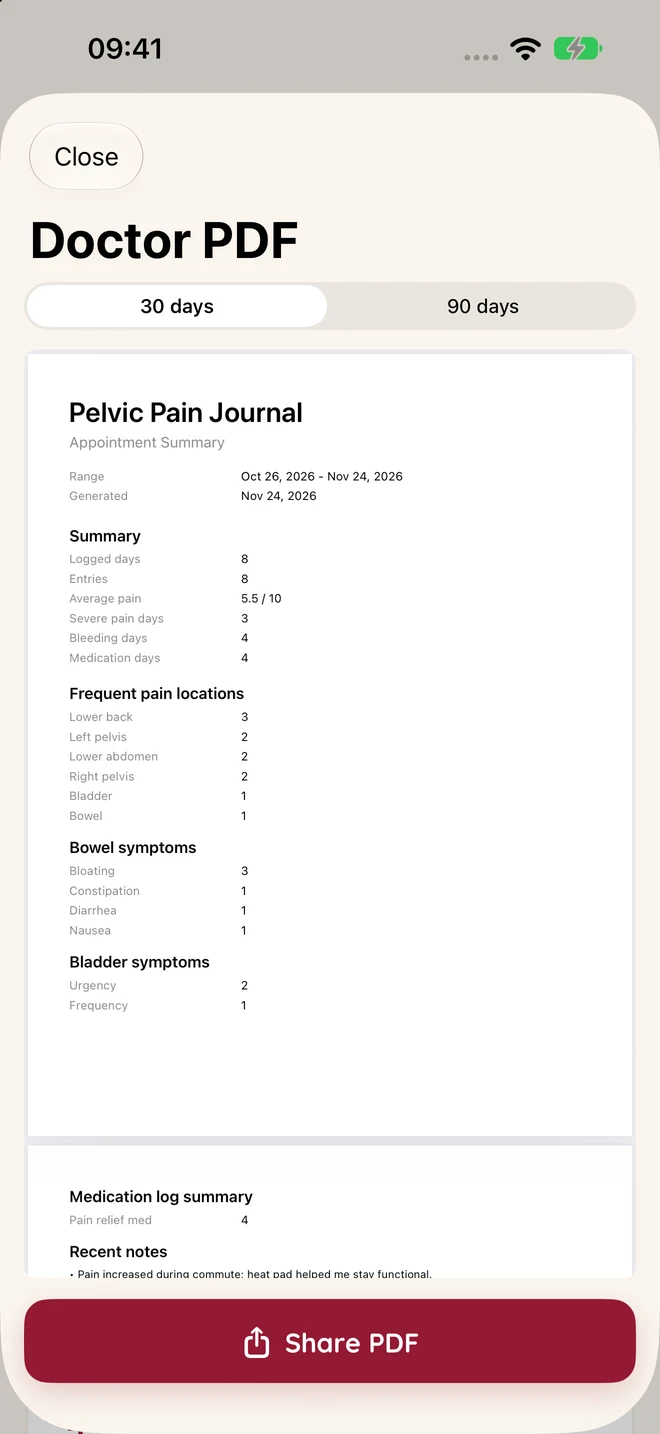 09:41
Close
Doctor PDF
30 days 90 days
Pelvic Pain Journal
Appointment Summary
Range Oct 26, 2026 - Nov 24, 2026
Generated Nov 24, 2026
Summary
Logged days 8
Entries 8
Average pain 5.5 / 10
Severe pain days 3
Bleeding days 4
Medication days 4
Frequent pain locations
Lower back 3
Left pelvis 2
Lower abdomen 2
Right pelvis 2
Bladder 1
Bowel 1
Bowel symptoms
Bloating 3
Constipation 1
Diarrhea 1
Nausea 1
Bladder symptoms
Urgency 2
Frequency 1
Medication log summary
Pain relief med 4
Recent notes
• Pain increased during commute; heat pad helped me stay functional.
Share PDF